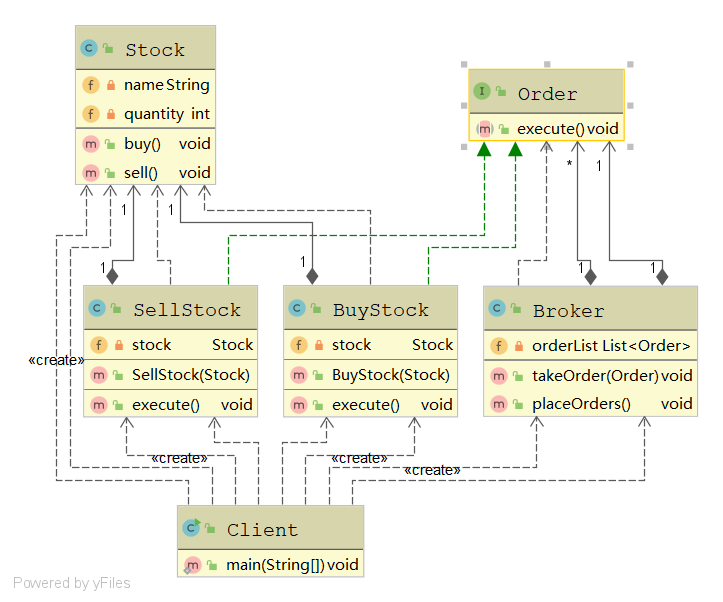 C Stock
f name String
f quantity int
m buy() void
m sell() void
I Order
m execute() void
1
1
*
1
1
1
1
1
C SellStock
f stock Stock
m SellStock(Stock)
m execute() void
C BuyStock
f stock Stock
m BuyStock(Stock)
m execute() void
C Broker
f orderList List<Order>
m takeOrder(Order) void
m placeOrders() void
«create»
«create»
«create»
«create»
C Client
m main(String[]) void
Powered by yFiles